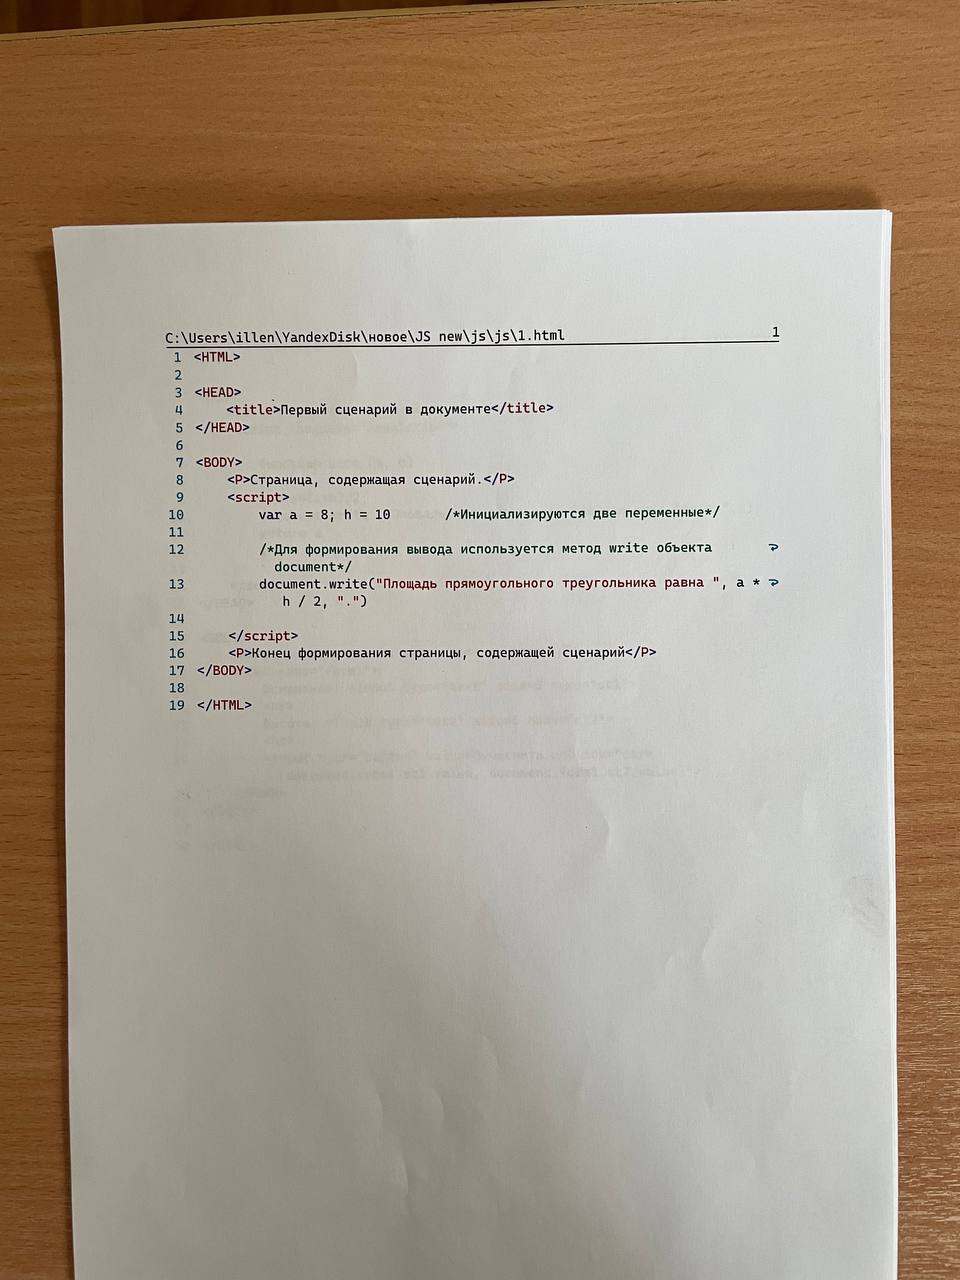 C:\Users\illen\YandexDisk\новое\JS new\js\js\1.html 1
1 <HTML>
2
3 <HEAD>
4 <title>Первый сценарий в документе</title>
5 </HEAD>
6
7 <BODY>
8 <P>Страница, содержащая сценарий.</P>
9 <script>
10 var a = 8; h = 10 /*Инициализируются две переменные*/
11
12 /*Для формирования вывода используется метод write объекта
document*/
13 document.write("Площадь прямоугольного треугольника равна ", a *
h / 2, ".")
14
15 </script>
16 <P>Конец формирования страницы, содержащей сценарий</P>
17 </BODY>
18
19 </HTML>